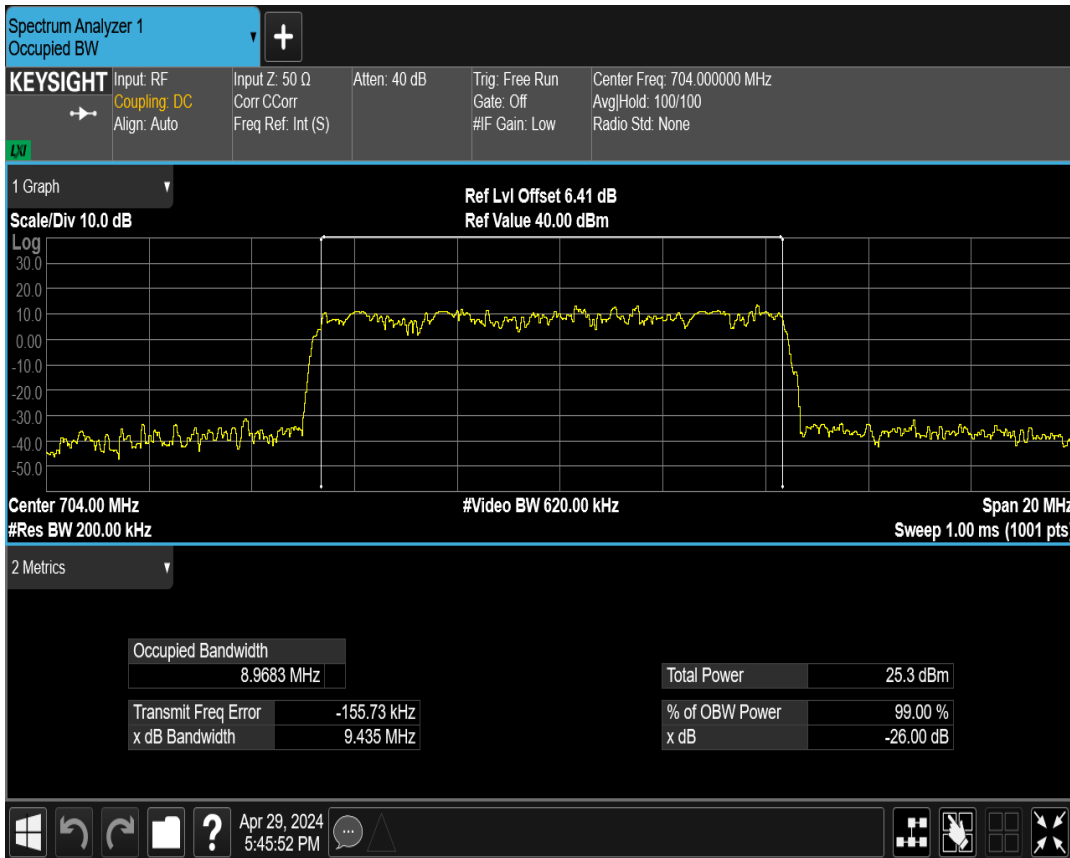 Spectrum Analyzer 1
Occupied BW
+
KEYSIGHT
LXI
Input: RF
Coupling: DC
Align: Auto
Input Z: 50 Ω
Corr CCorr
Freq Ref: Int (S)
Atten: 40 dB
Trig: Free Run
Gate: Off
#IF Gain: Low
Center Freq: 704.000000 MHz
Avg|Hold: 100/100
Radio Std: None
1 Graph
Scale/Div 10.0 dB
Ref Lvl Offset 6.41 dB
Ref Value 40.00 dBm
Log
30.0
20.0
10.0
0.00
-10.0
-20.0
-30.0
-40.0
-50.0
Center 704.00 MHz
#Video BW 620.00 kHz
Span 20 MHz
#Res BW 200.00 kHz
Sweep 1.00 ms (1001 pts)
2 Metrics
Occupied Bandwidth
8.9683 MHz
Total Power 25.3 dBm
Transmit Freq Error -155.73 kHz
% of OBW Power 99.00 %
x dB Bandwidth 9.435 MHz
x dB -26.00 dB
?
Apr 29, 2024
5:45:52 PM